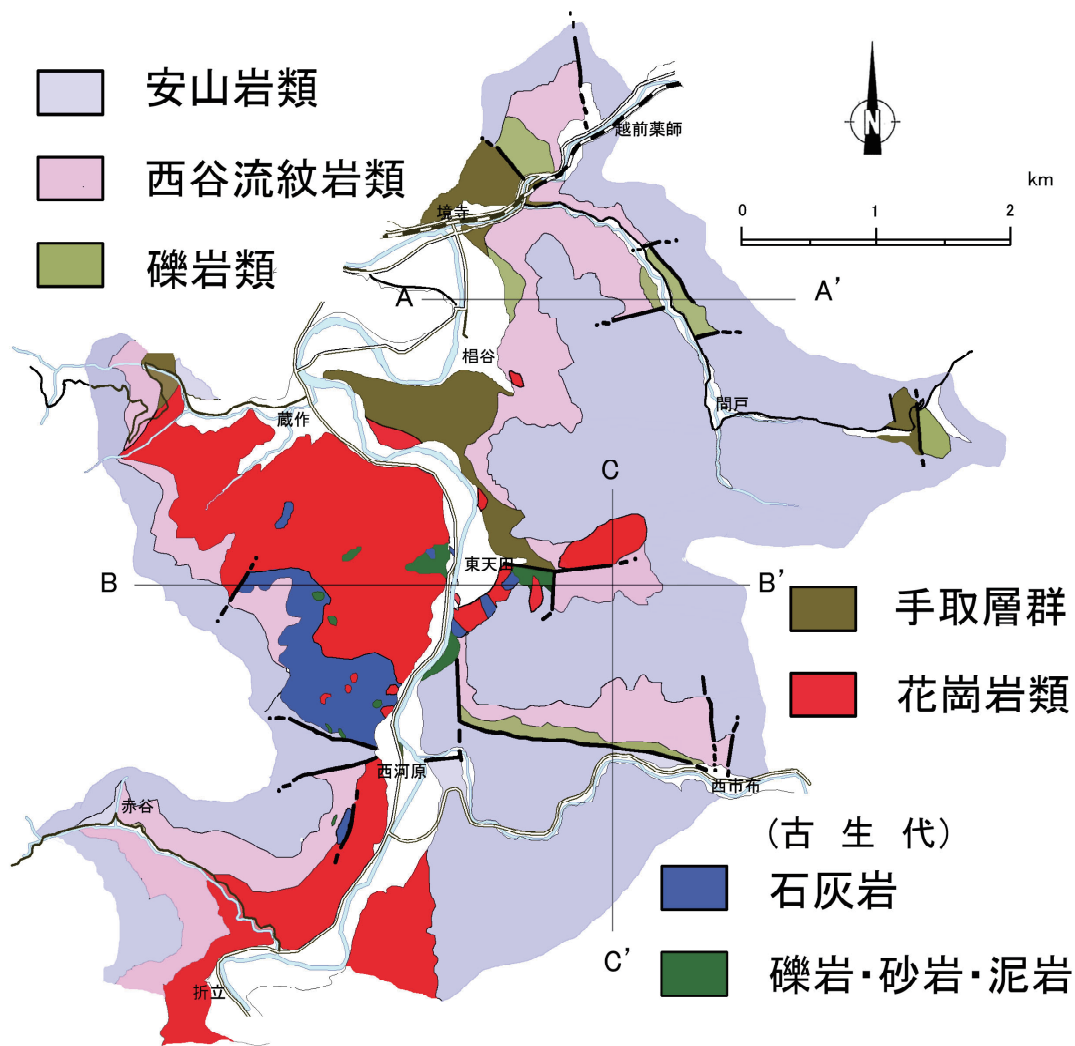 安山岩類
西谷流紋岩類
礫岩類
越前薬師
N
km
0 1 2
境寺
A A'
椙谷
蔵作
問戸
C
東天田
B B'
手取層群
花崗岩類
西河原
西市布
赤谷
(古生代)
石灰岩
C'
礫岩・砂岩・泥岩
折立